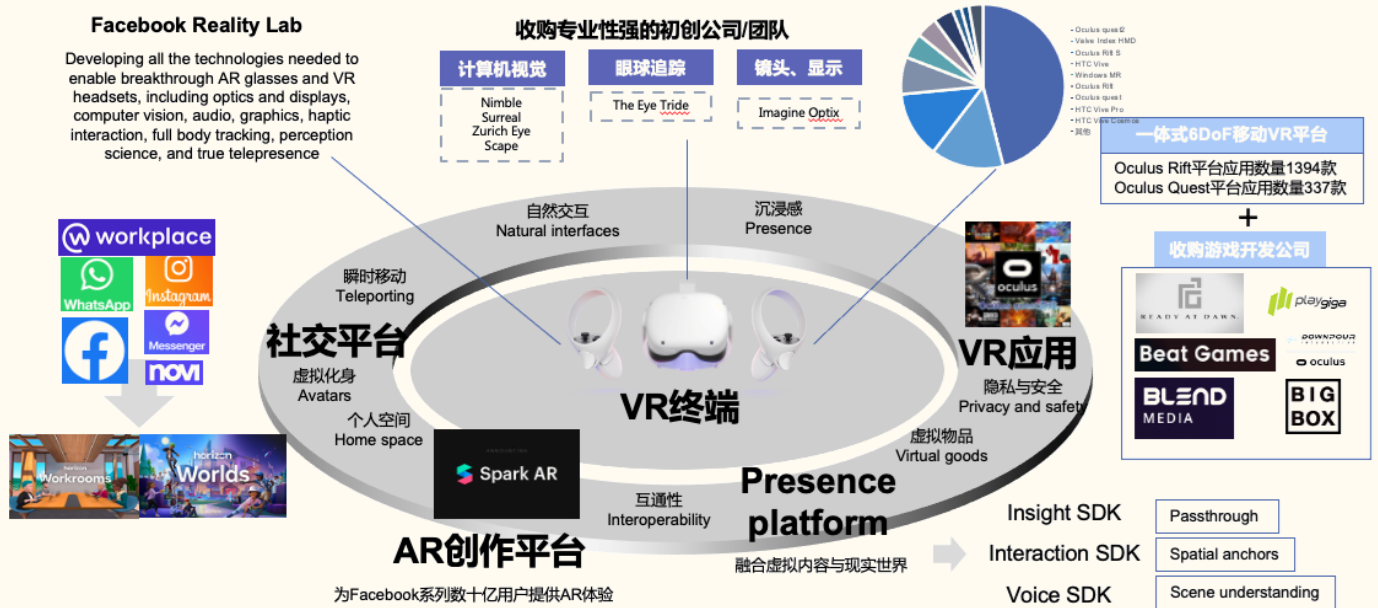 Facebook Reality Lab
Developing all the technologies needed to
enable breakthrough AR glasses and VR
headsets, including optics and displays,
computer vision, audio, graphics, haptic
interaction, full body tracking, perception
science, and true telepresence
收购专业性强的初创公司/团队
计算机视觉
Nimble
Surreal
Zurich Eye
Scape
眼球追踪
The Eye Tride
镜头、显示
Imagine Optix
- Oculus quest2
- Valve Index HMD
- Oculus Rift S
- HTC Vive
- Windows MR
- Oculus Rift
- Oculus quest
- HTC Vive Pro
- HTC Vive Cosmos
- 其他
一体式6DoF移动VR平台
Oculus Rift平台应用数量1394款
Oculus Quest平台应用数量337款
+
收购游戏开发公司
READY AT DAWN
playgiga
Beat Games
DOWNPOUR
INTERACTIVE
oculus
BLEND
MEDIA
BIG
BOX
workplace
WhatsApp
Instagram
Messenger
novi
horizon
Workrooms
horizon
Worlds
自然交互
Natural interfaces
沉浸感
Presence
瞬时移动
Teleporting
社交平台
虚拟化身
Avatars
个人空间
Home space
VR终端
oculus
VR应用
隐私与安全
Privacy and safety
虚拟物品
Virtual goods
Spark AR
AR创作平台
为Facebook系列数十亿用户提供AR体验
互通性
Interoperability
Presence
platform
融合虚拟内容与现实世界
Insight SDK
Passthrough
Interaction SDK
Spatial anchors
Voice SDK
Scene understanding